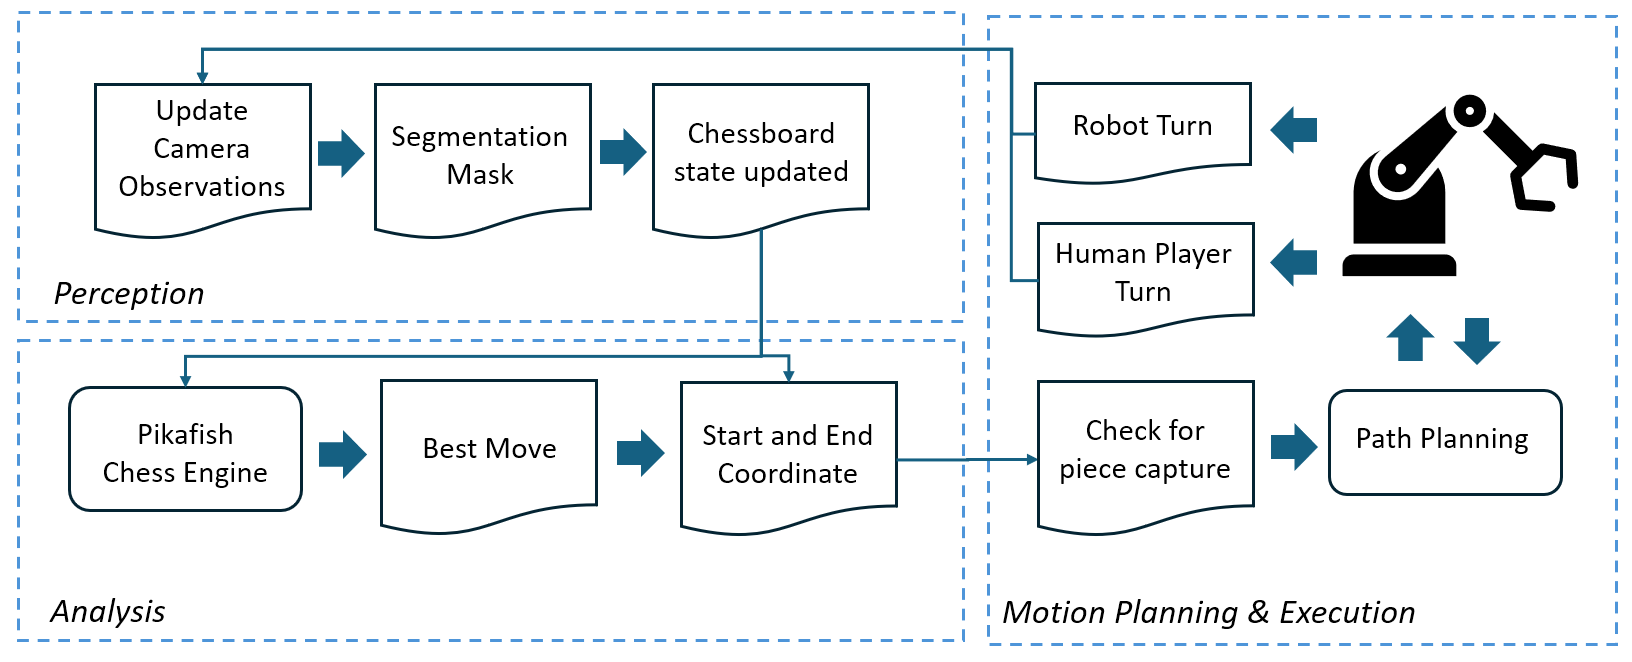 Update
Camera
Observations
Segmentation
Mask
Chessboard
state updated
Perception
Robot Turn
Human Player
Turn
Pikafish
Chess Engine
Best Move
Start and End
Coordinate
Analysis
Check for
piece capture
Path Planning
Motion Planning & Execution